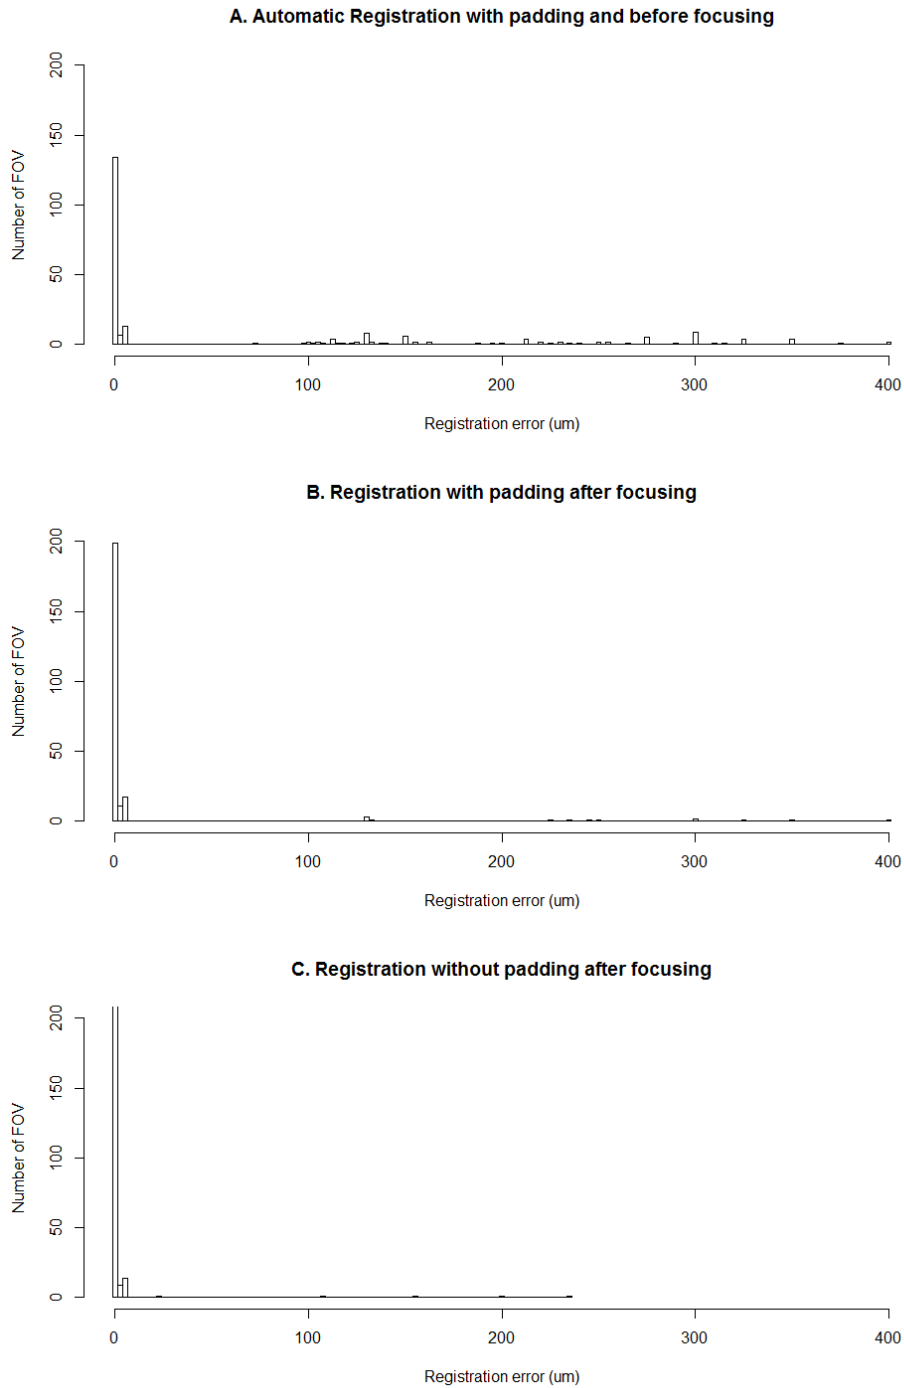 A. Automatic Registration with padding and before focusing
Number of FOV
200
150
100
50
0
0 100 200 300 400
Registration error (um)
B. Registration with padding after focusing
Number of FOV
200
150
100
50
0
0 100 200 300 400
Registration error (um)
C. Registration without padding after focusing
Number of FOV
200
150
100
50
0
0 100 200 300 400
Registration error (um)